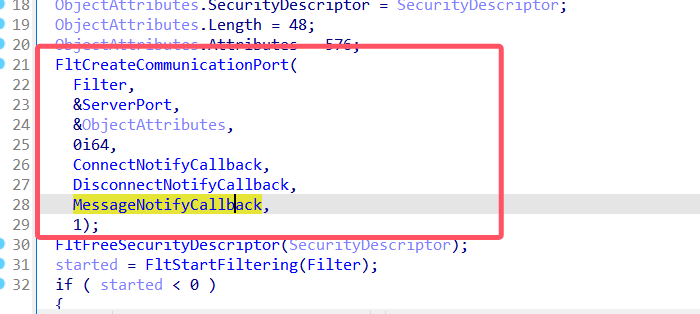 18 ObjectAttributes.SecurityDescriptor = SecurityDescriptor;
19 ObjectAttributes.Length = 48;
20 ObjectAttributes.Attributes = 576;
21 FltCreateCommunicationPort(
22 Filter,
23 &ServerPort,
24 &ObjectAttributes,
25 0i64,
26 ConnectNotifyCallback,
27 DisconnectNotifyCallback,
28 MessageNotifyCallback,
29 1);
30 FltFreeSecurityDescriptor(SecurityDescriptor);
31 started = FltStartFiltering(Filter);
32 if ( started < 0 )
{